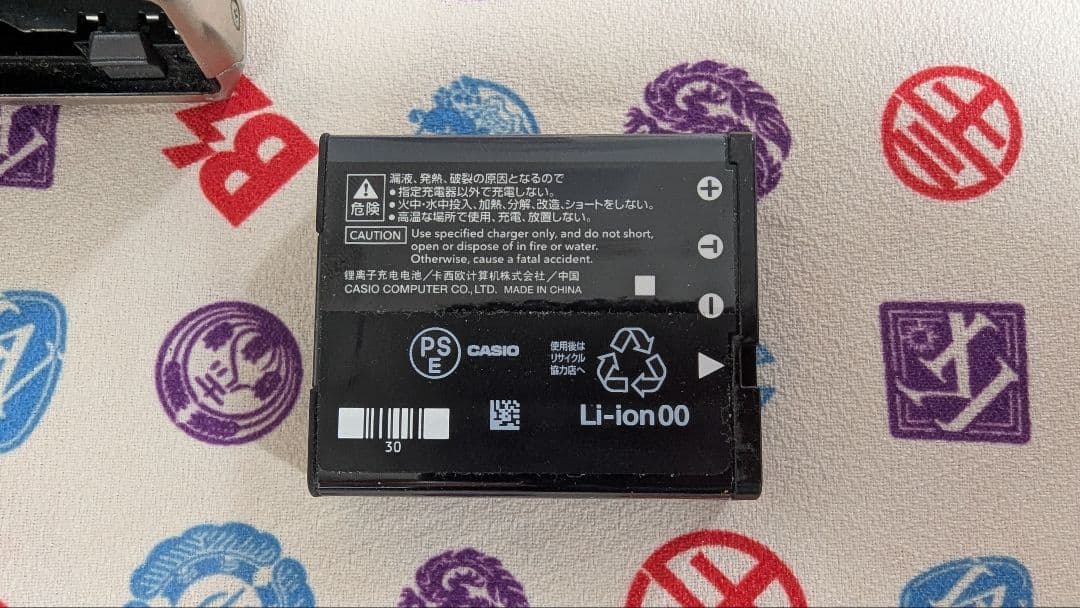 B'z
漏液、発熱、破裂の原因となるので
危険
•指定充電器以外で充電しない。
•火中・水中投入、加熱、分解、改造、ショートをしない。
•高温な場所で使用、充電、放置しない。
CAUTION
Use specified charger only, and do not short,
open or dispose of in fire or water.
Otherwise, cause a fatal accident.
锂离子充电电池/卡西欧计算机株式会社/中国
CASIO COMPUTER CO., LTD. MADE IN CHINA
+
T
−
PS
E
CASIO
使用後は
リサイクル
協力店へ
Li-ion 00
30